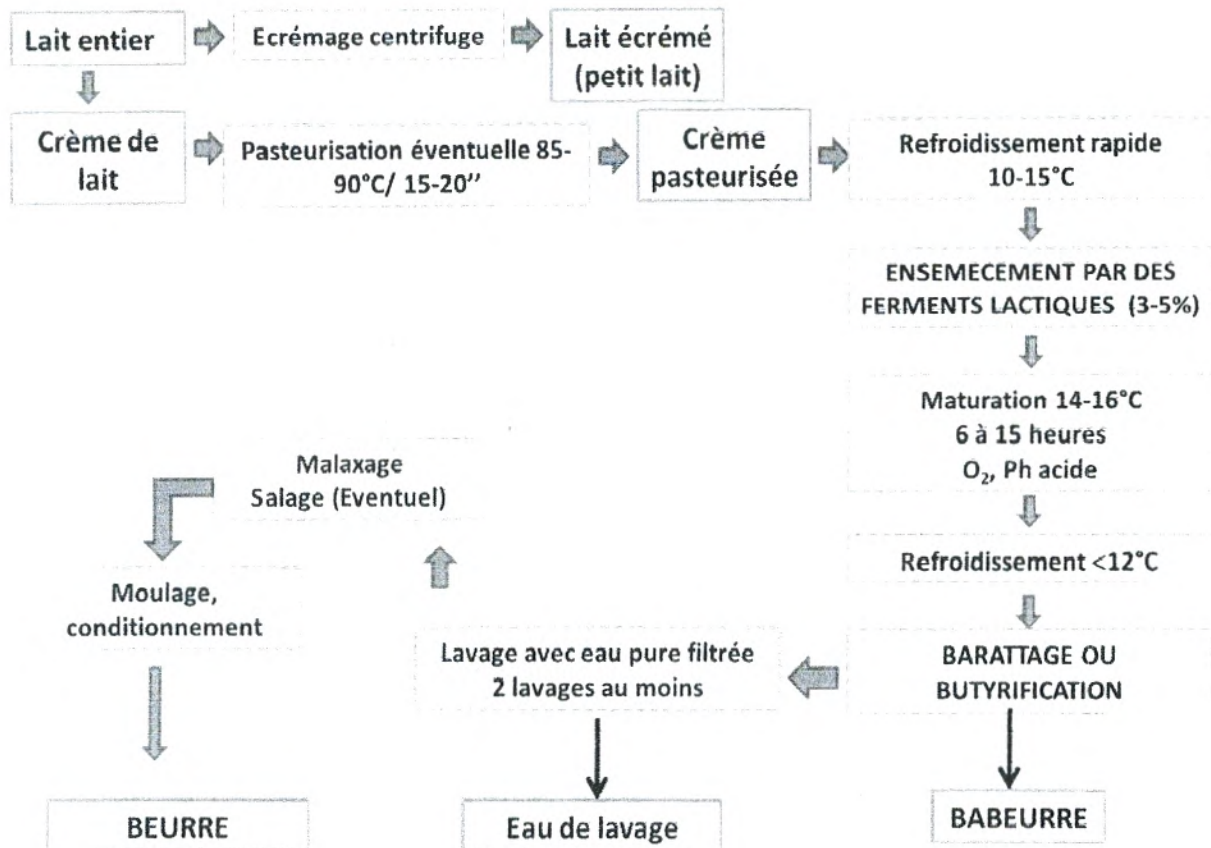 Lait entier
Ecrémage centrifuge
Lait écrémé
(petit lait)
Crème de
lait
Pasteurisation éventuelle 85-
90°C/ 15-20’’
Crème
pasteurisée
Refroidissement rapide
10-15°C
ENSEMECEMENT PAR DES
FERMENTS LACTIQUES (3-5%)
Maturation 14-16°C
6 à 15 heures
O₂, Ph acide
Refroidissement <12°C
BARATTAGE OU
BUTYRIFICATION
BABEURRE
Lavage avec eau pure filtrée
2 lavages au moins
Eau de lavage
Malaxage
Salage (Eventuel)
Moulage,
conditionnement
BEURRE